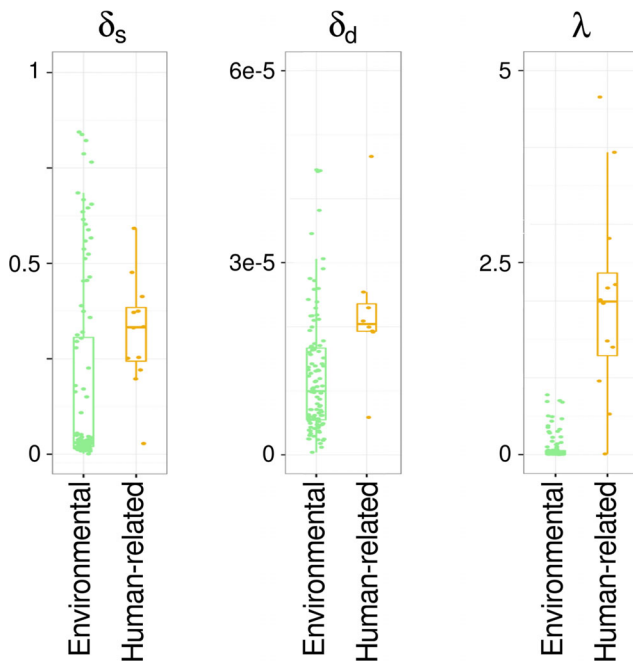 δs
1
0.5
0
Environmental
Human-related
δd
6e-5
3e-5
0
Environmental
Human-related
λ
5
2.5
0
Environmental
Human-related